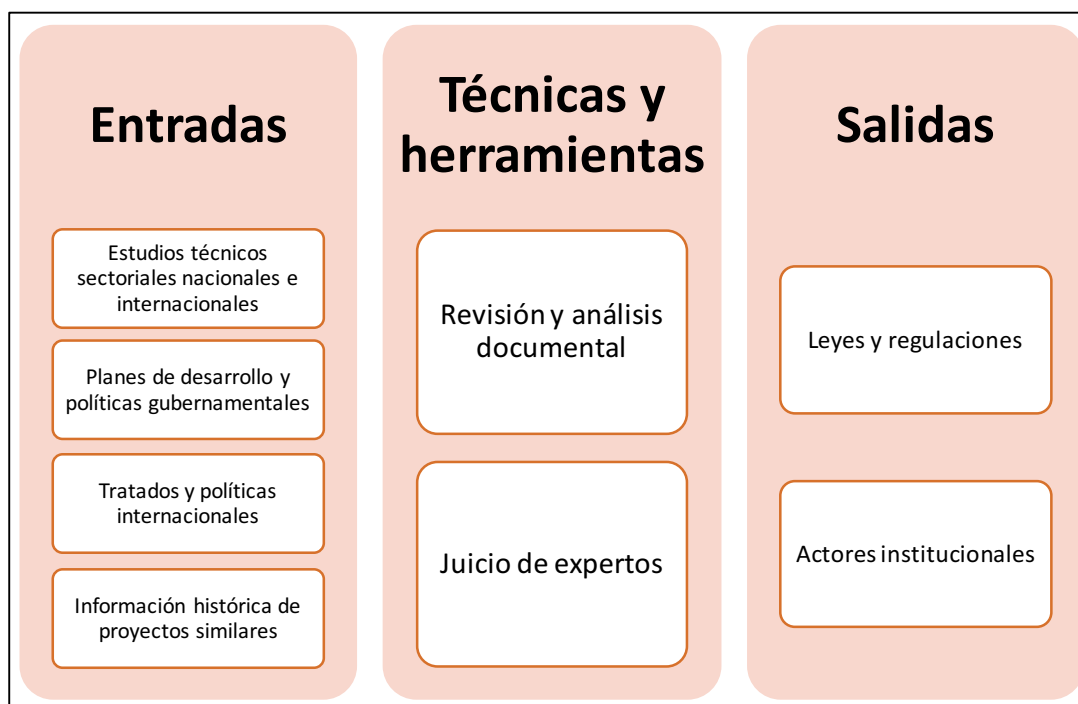 Entradas
Estudios técnicos
sectoriales nacionales e
internacionales
Planes de desarrollo y
políticas gubernamentales
Tratados y políticas
internacionales
Información histórica de
proyectos similares
Técnicas y
herramientas
Revisión y análisis
documental
Juicio de expertos
Salidas
Leyes y regulaciones
Actores institucionales